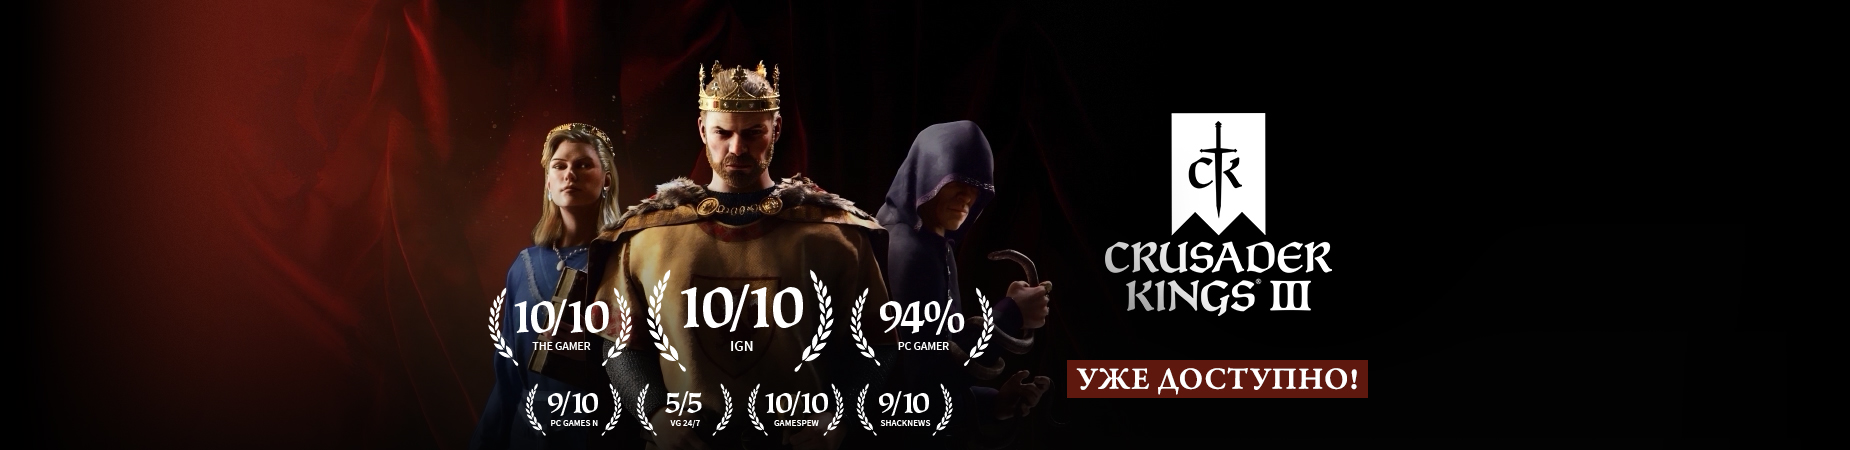 10/10
THE GAMER
10/10
IGN
94%
PC GAMER
9/10
PC GAMES N
5/5
VG 24/7
10/10
GAMESPEW
9/10
SHACKNEWS
CK
CRUSADER
KINGS® III
УЖЕ ДОСТУПНО!